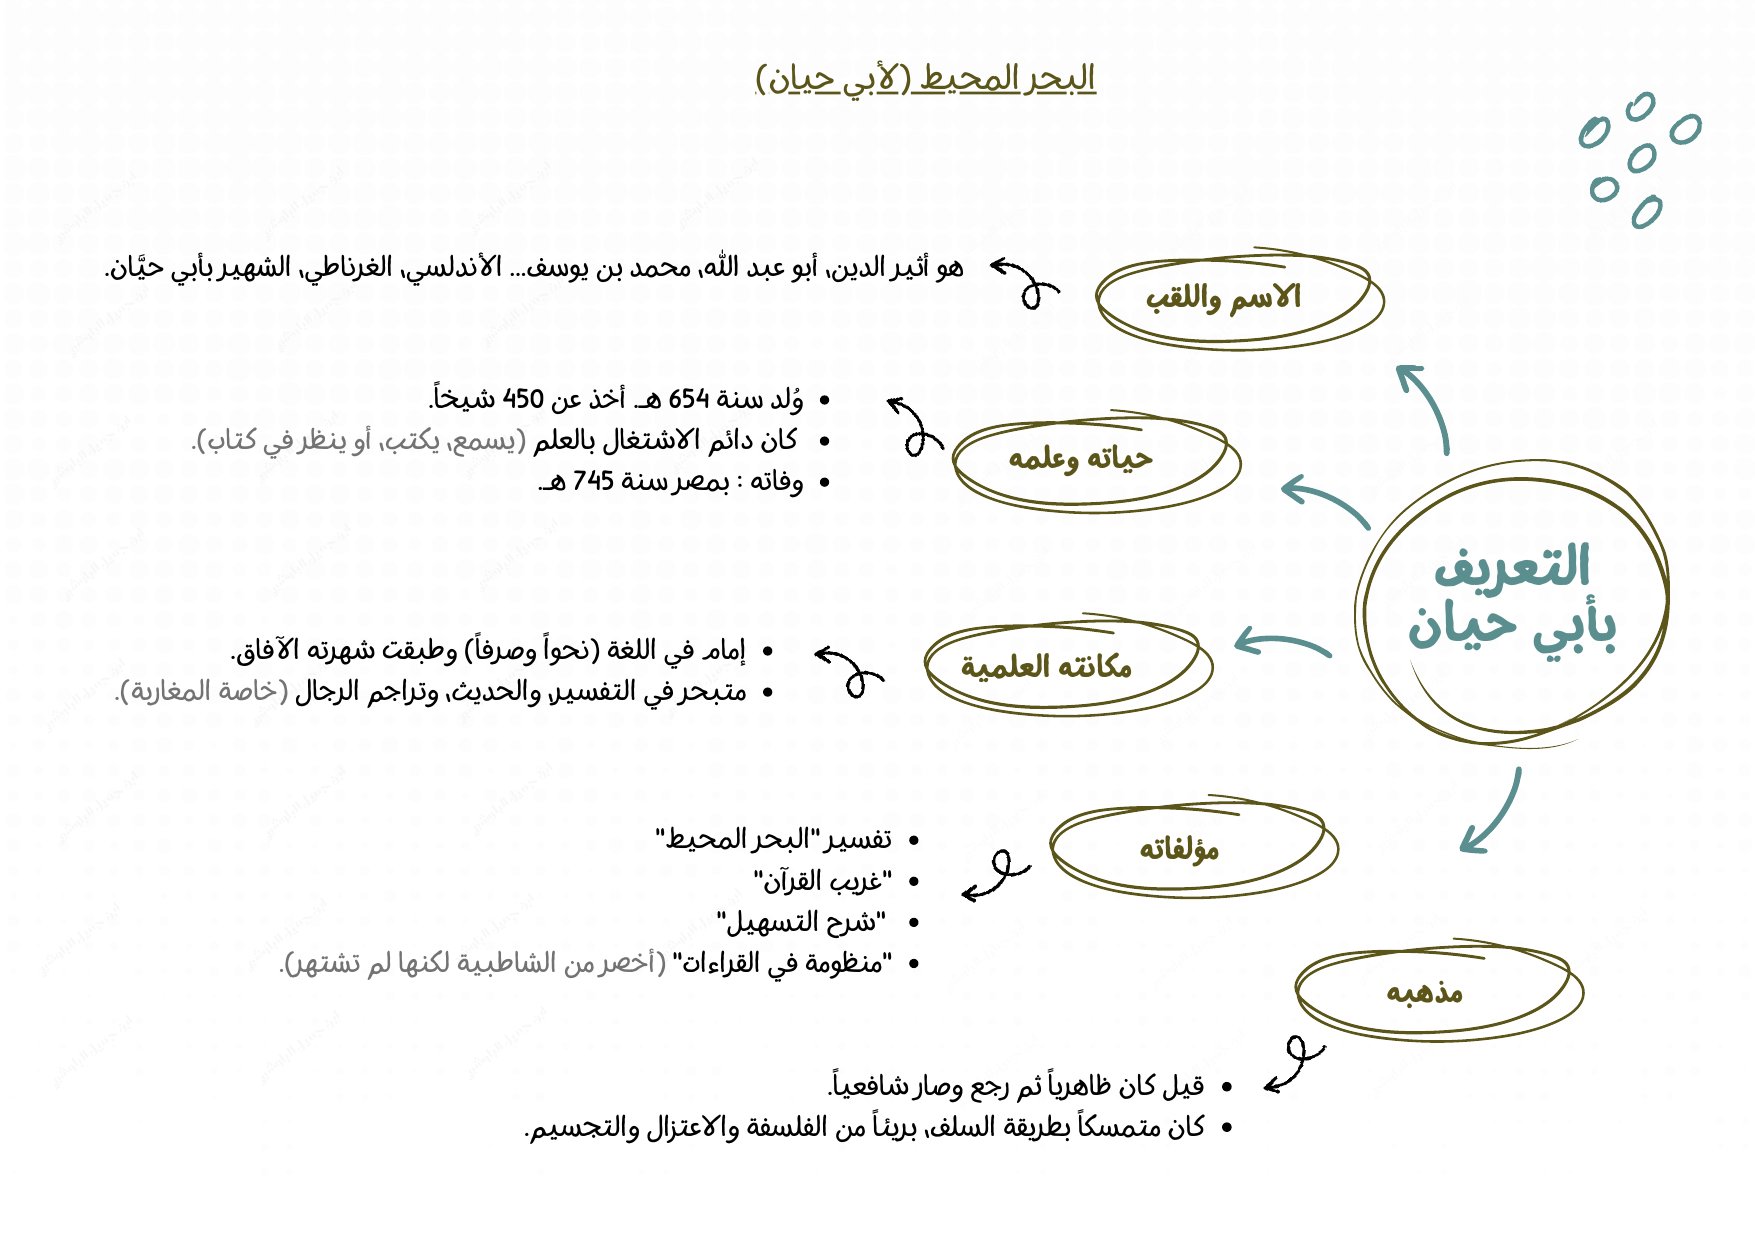 البحر المحيط (لأبي حيان)
التعريف
بأبي حيان
الاسم واللقب
هو أثير الدين، أبو عبد الله، محمد بن يوسف... الأندلسي، الغرناطي، الشهير بأبي حيَّان.
حياته وعلمه
• وُلد سنة 654 هـ. أخذ عن 450 شيخاً.
• كان دائم الاشتغال بالعلم (يسمع، يكتب، أو ينظر في كتاب).
• وفاته : بمصر سنة 745 هـ.
مكانته العلمية
• إمام في اللغة (نحواً وصرفاً) وطبقت شهرته الآفاق.
• متبحر في التفسير، والحديث، وتراجم الرجال (خاصة المغاربة).
مؤلفاته
• تفسير "البحر المحيط"
• "غريب القرآن"
• "شرح التسهيل"
• "منظومة في القراءات" (أخصر من الشاطبية لكنها لم تشتهر).
مذهبه
• قيل كان ظاهرياً ثم رجع وصار شافعياً.
• كان متمسكاً بطريقة السلف، بريئاً من الفلسفة والاعتزال والتجسيم.